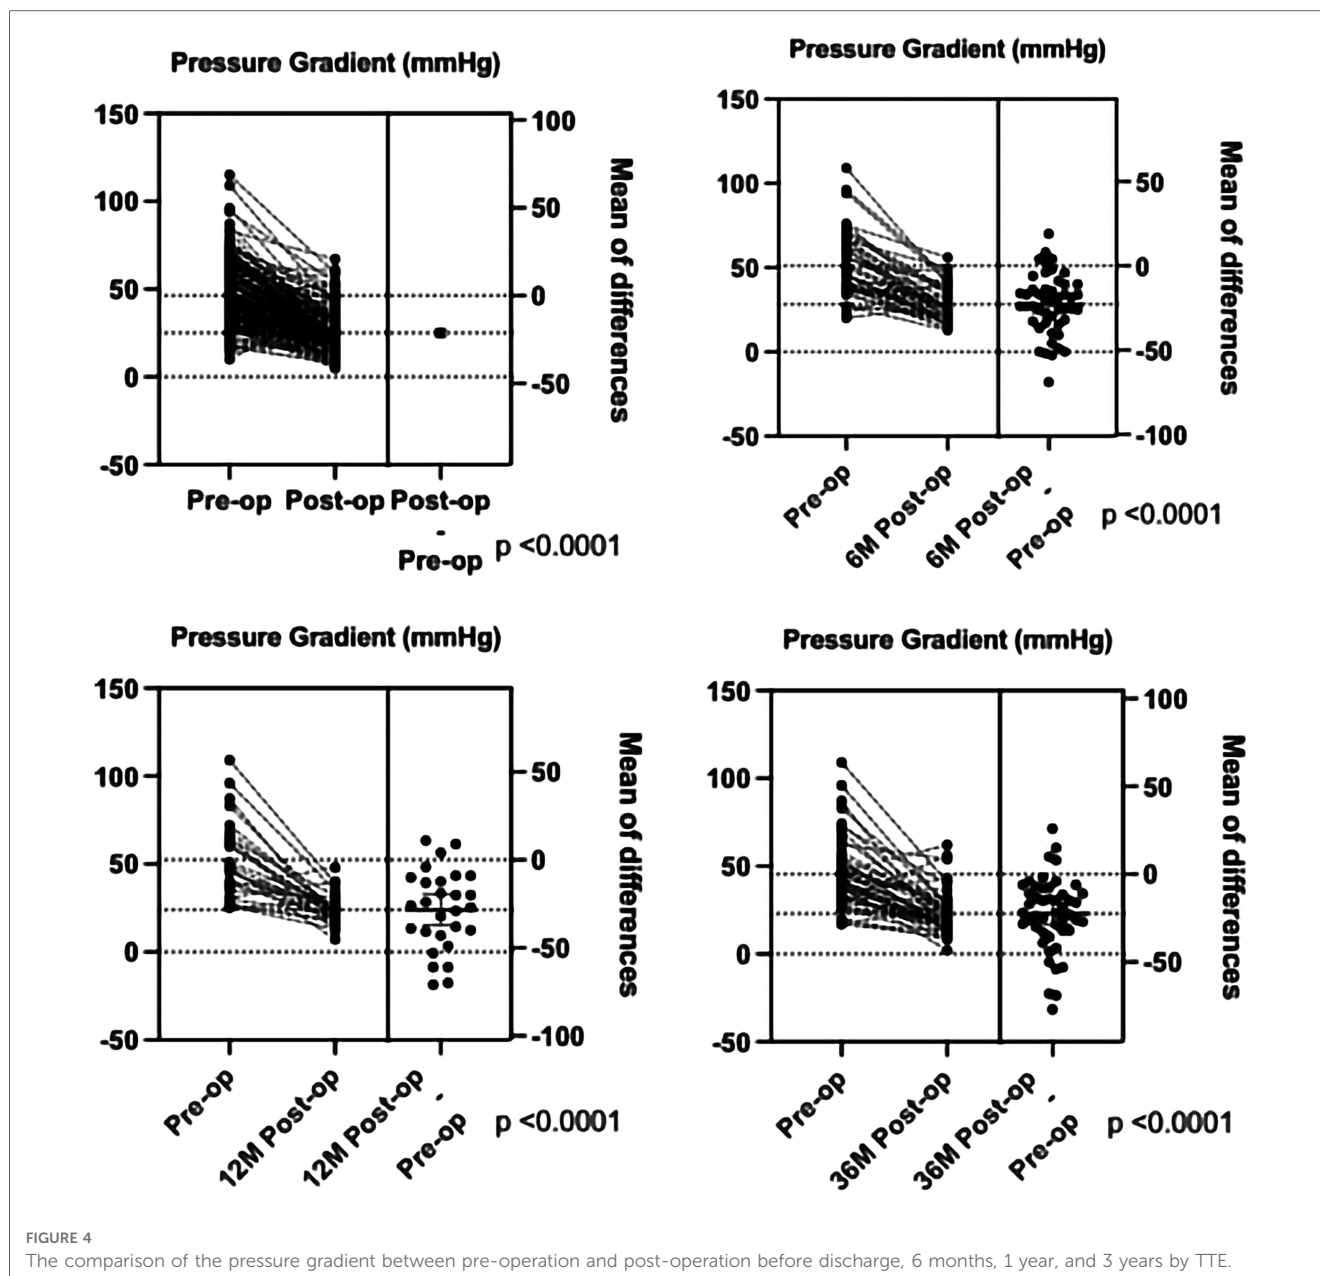 Pressure Gradient (mmHg)
150
100
50
0
-50
100
50
0
-50
Mean of differences
Pre-op Post-op Post-op
-
Pre-op
p <0.0001
Pressure Gradient (mmHg)
150
100
50
0
-50
50
0
-50
-100
Mean of differences
Pre-op
6M Post-op
6M Post-op
-
Pre-op
p <0.0001
Pressure Gradient (mmHg)
150
100
50
0
-50
50
0
-50
-100
Mean of differences
Pre-op
12M Post-op
12M Post-op
-
Pre-op
p <0.0001
Pressure Gradient (mmHg)
150
100
50
0
-50
100
50
0
-50
Mean of differences
Pre-op
36M Post-op
36M Post-op
-
Pre-op
p <0.0001
FIGURE 4
The comparison of the pressure gradient between pre-operation and post-operation before discharge, 6 months, 1 year, and 3 years by TTE.